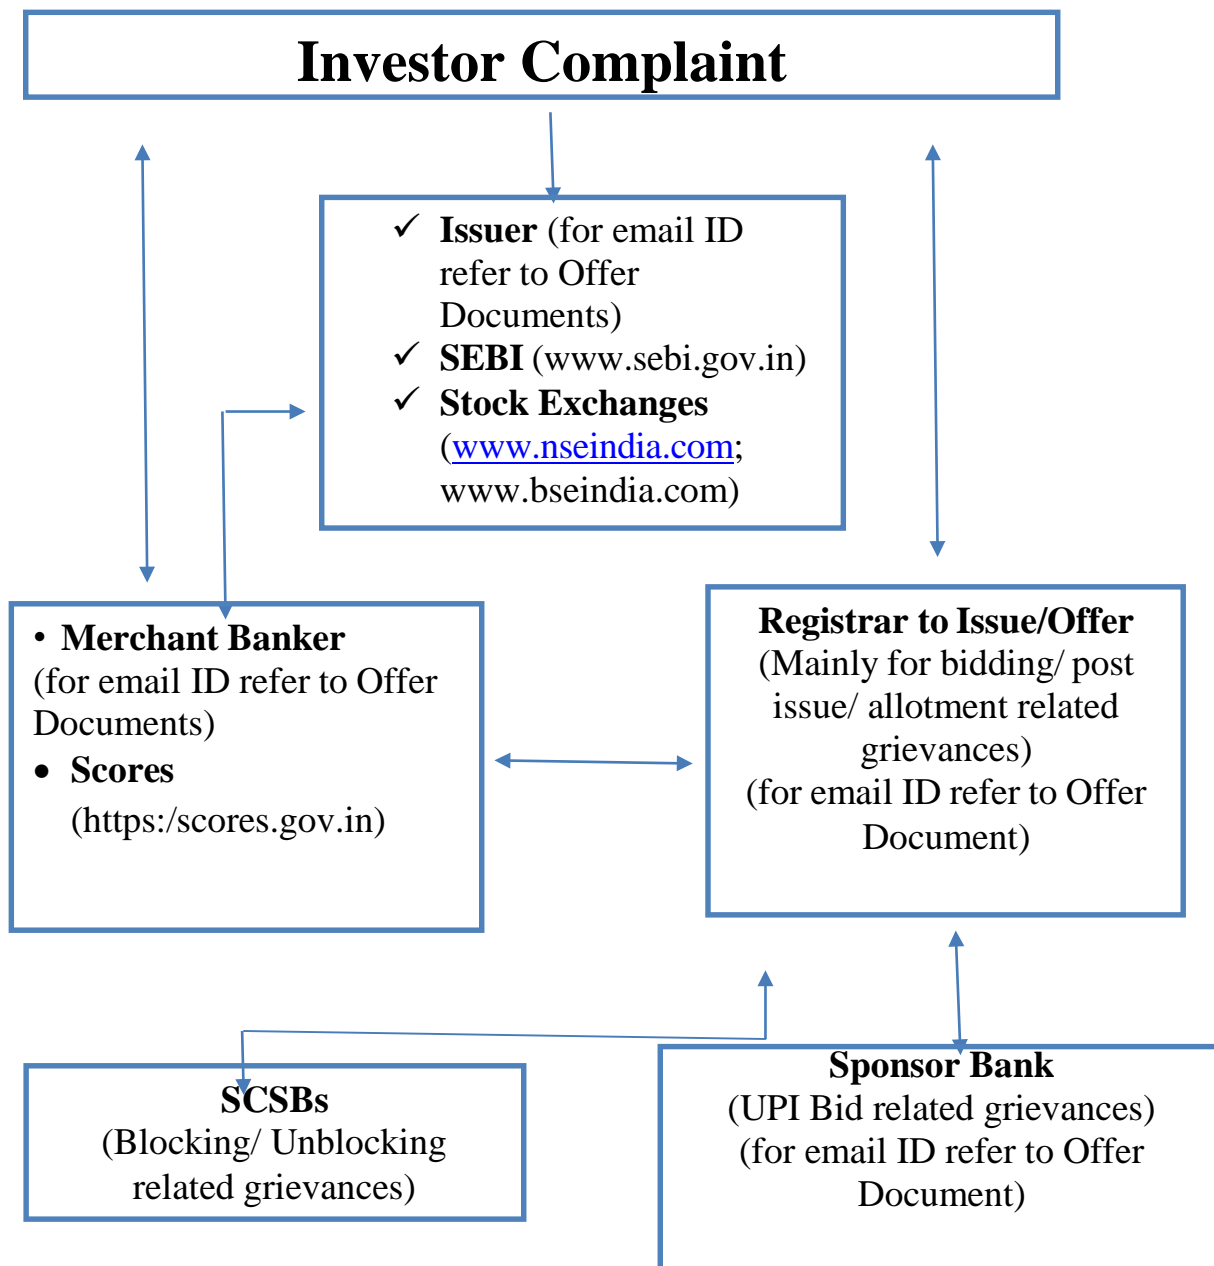 Investor Complaint
✓ Issuer (for email ID
refer to Offer
Documents)
✓ SEBI (www.sebi.gov.in)
✓ Stock Exchanges
(www.nseindia.com;
www.bseindia.com)
• Merchant Banker
(for email ID refer to Offer
Documents)
• Scores
(https:/scores.gov.in)
Registrar to Issue/Offer
(Mainly for bidding/ post
issue/ allotment related
grievances)
(for email ID refer to Offer
Document)
SCSBs
(Blocking/ Unblocking
related grievances)
Sponsor Bank
(UPI Bid related grievances)
(for email ID refer to Offer
Document)